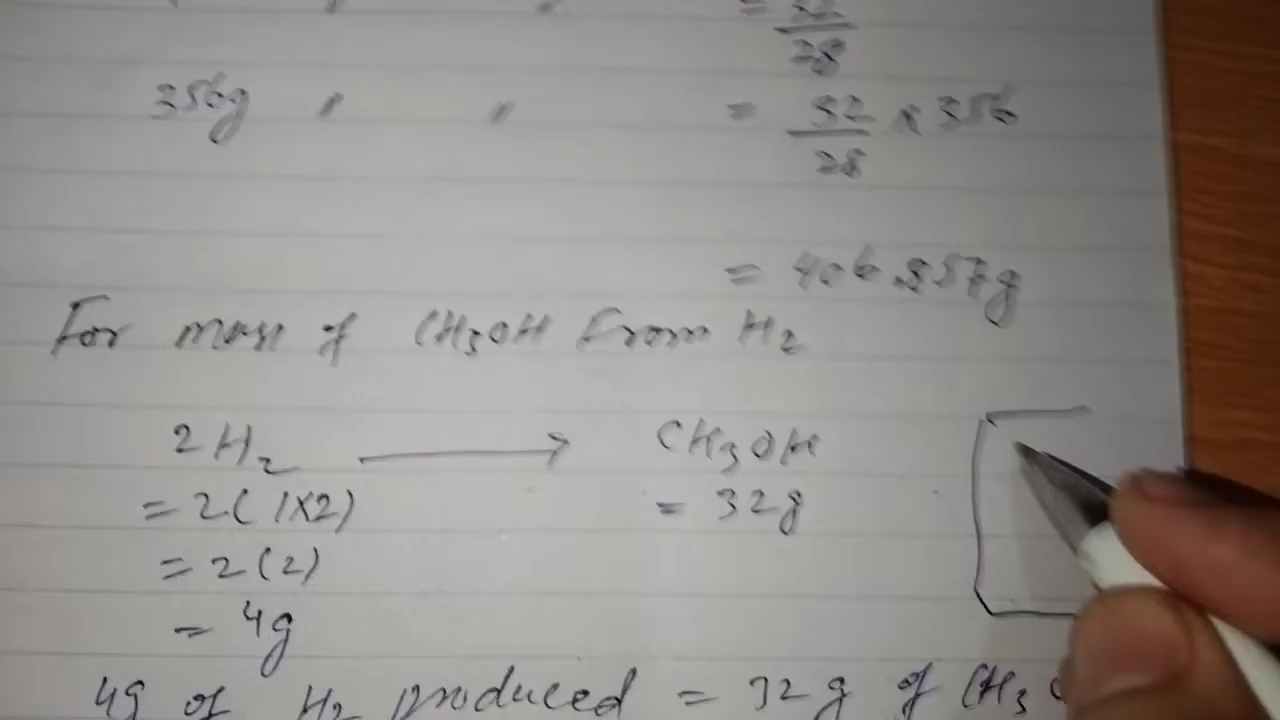 = 32/28
356g " " = 32/28 x 356
= 406.857g
For mass of CH3OH From H2
2H2 ⟶ CH3OH
= 2(1x2) = 32g
= 2(2)
= 4g
4g of H2 produced = 32g of CH3